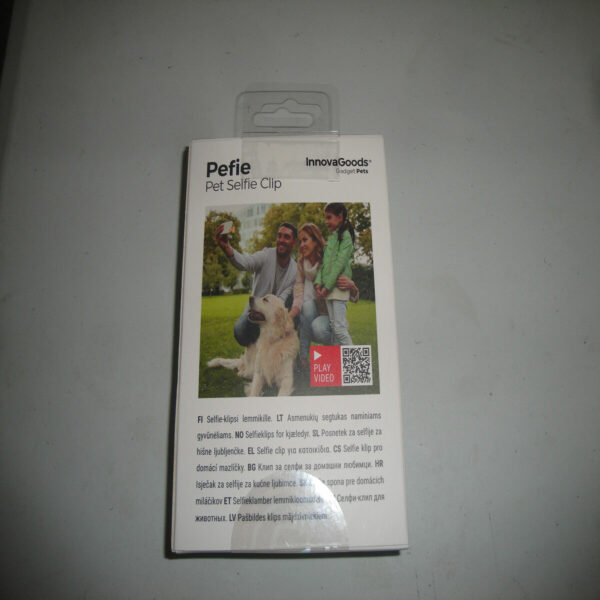 Pefie
Pet Selfie Clip
InnovaGoods®
Gadget Pets
PLAY
VIDEO
FI Selfie-klipsi lemmikille. LT Asmenukių segtukas naminiams
gyvūnėliams. NO Selfieklips for kjæledyr. SL Posnetek za selfije za
hišne ljubljenčke. EL Selfie clip για κατοικίδια. CS Selfie klip pro
domácí mazlíčky. BG Клип за селфи за домашни любимци. HR
Isječak za selfije za kućne ljubimce. spona pre domácich
miláčikov ET Selfieklamber Селфи-клип для
животных. LV Pašbildes klips